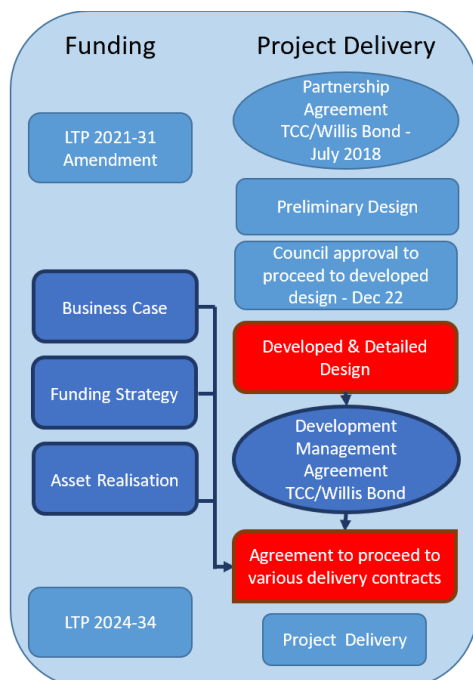 Funding
Project Delivery
LTP 2021-31
Amendment
Partnership
Agreement
TCC/Willis Bond -
July 2018
Preliminary Design
Council approval to
proceed to developed
design - Dec 22
Business Case
Developed & Detailed
Design
Funding Strategy
Development
Management
Agreement
TCC/Willis Bond
Asset Realisation
Agreement to proceed to
various delivery contracts
LTP 2024-34
Project Delivery